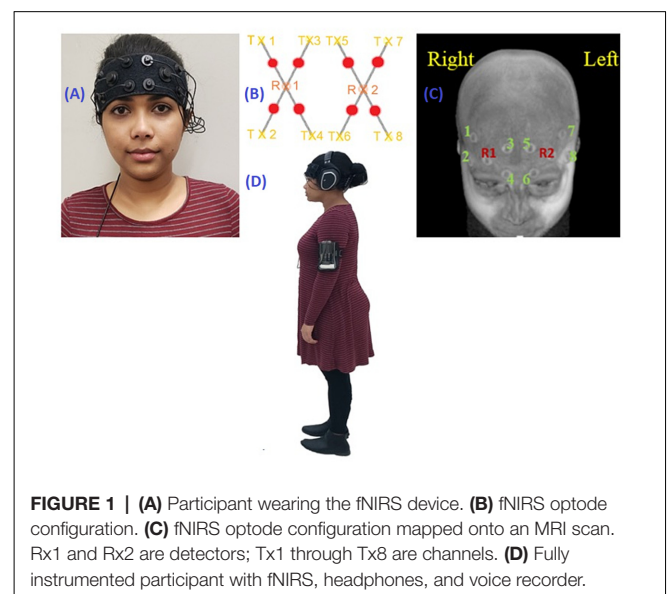 (A)
(B)
TX1 TX3 TX5 TX7
RX1 RX2
TX2 TX4 TX6 TX8
(C)
Right Left
1 3 5 7
2 R1 R2 8
4 6
(D)
FIGURE 1 | (A) Participant wearing the fNIRS device. (B) fNIRS optode
configuration. (C) fNIRS optode configuration mapped onto an MRI scan.
Rx1 and Rx2 are detectors; Tx1 through Tx8 are channels. (D) Fully
instrumented participant with fNIRS, headphones, and voice recorder.